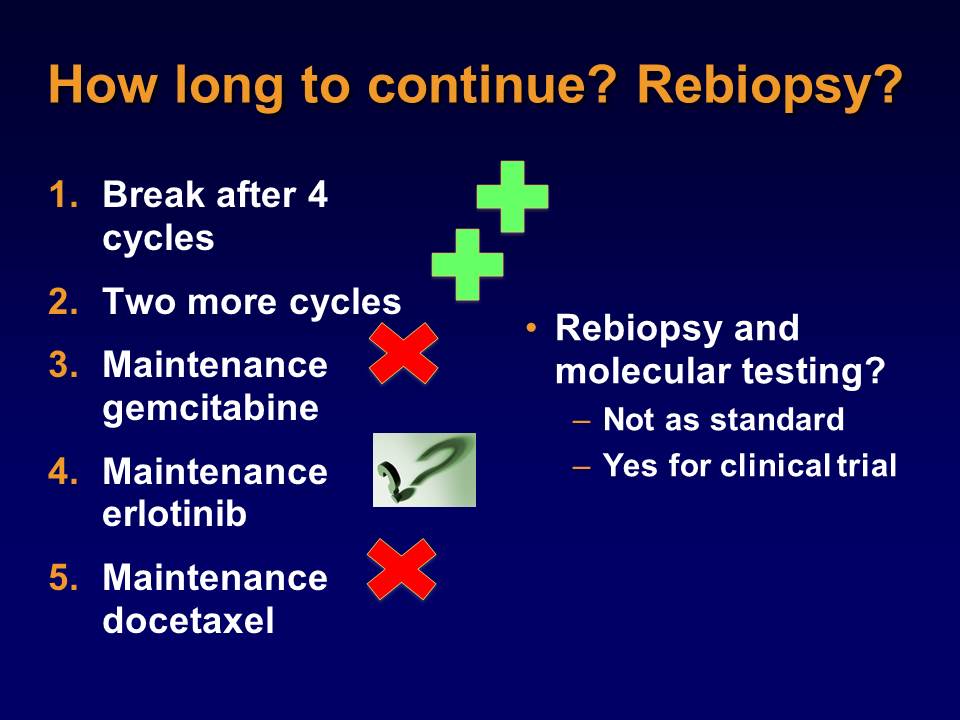 How long to continue? Rebiopsy?
1. Break after 4
cycles
2. Two more cycles
3. Maintenance
gemcitabine
4. Maintenance
erlotinib
5. Maintenance
docetaxel
• Rebiopsy and
molecular testing?
– Not as standard
– Yes for clinical trial